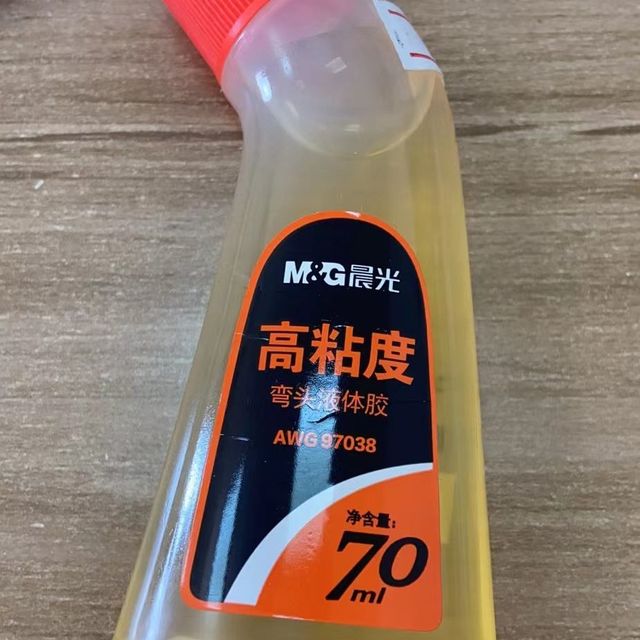 M&G晨光
高粘度
弯头液体胶
AWG 97038
净含量:
70ml